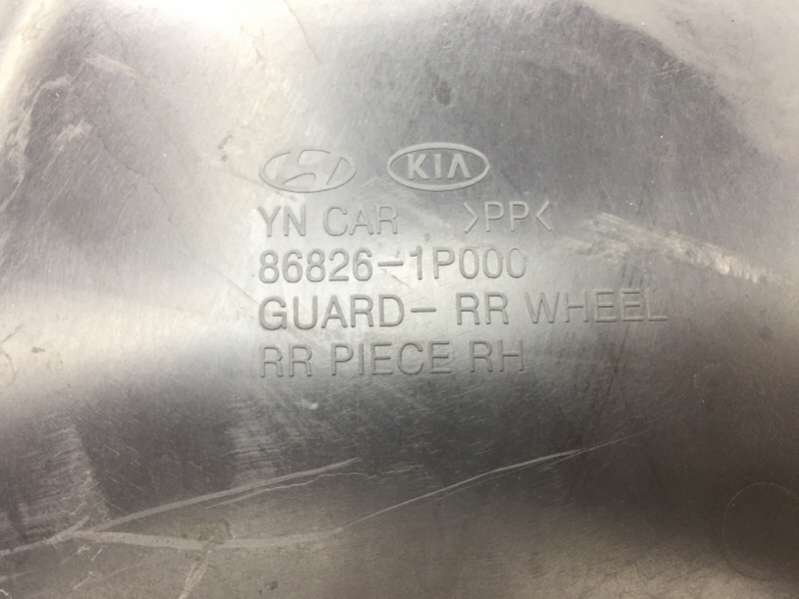 KIA
YN CAR >PP<
86826-1P000
GUARD- RR WHEEL
RR PIECE RH